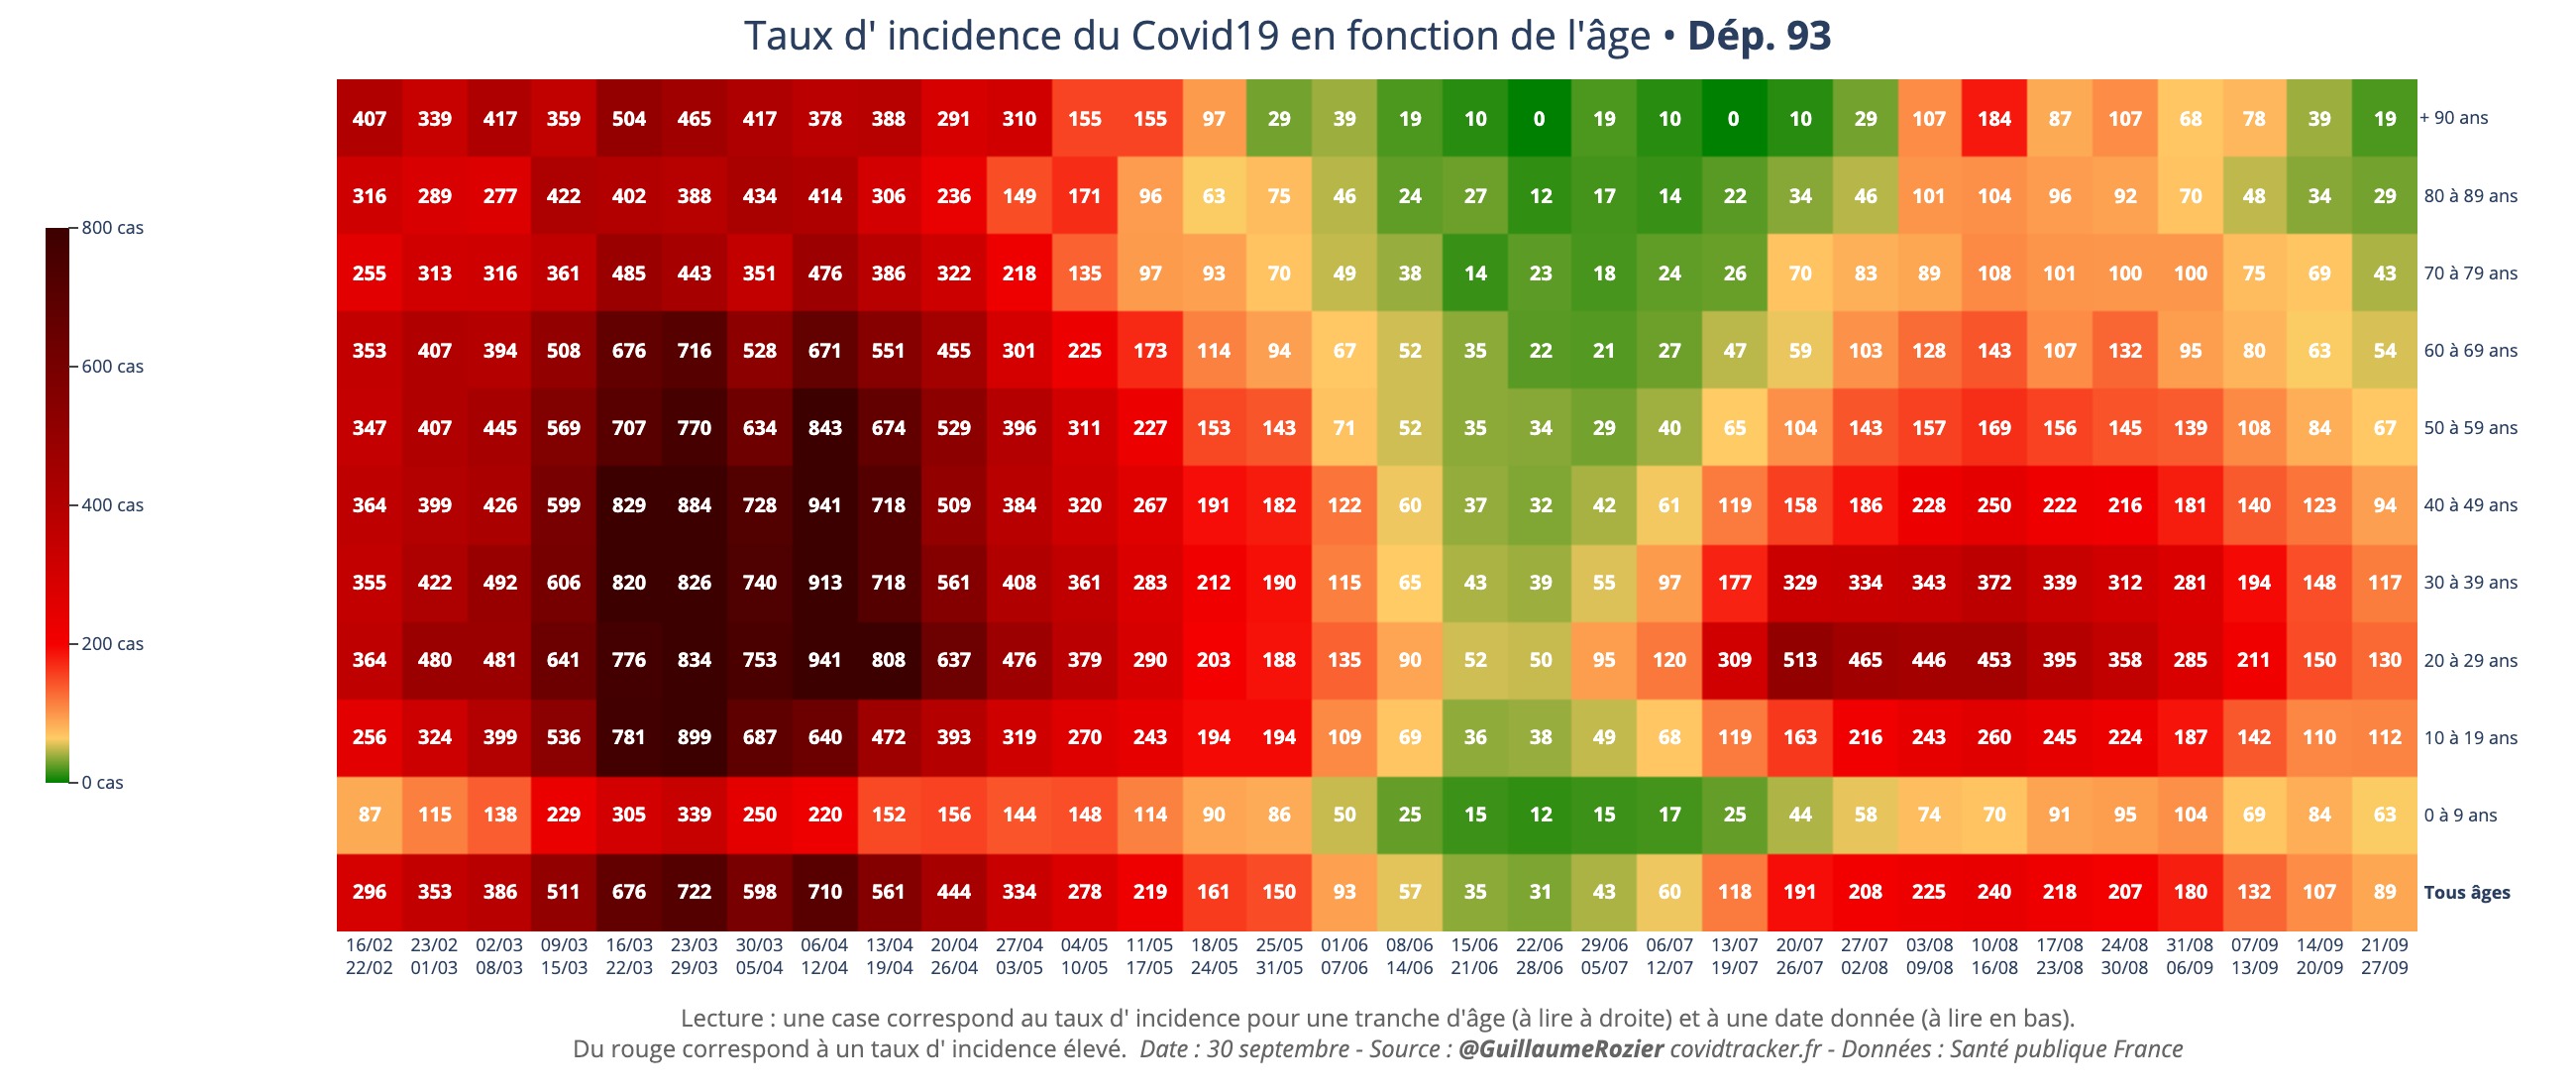 Taux d' incidence du Covid19 en fonction de l'âge • Dép. 93
407 339 417 359 504 465 417 378 388 291 310 155 155 97 29 39 19 10 0 19 10 0 10 29 107 184 87 107 68 78 39 19 + 90 ans
316 289 277 422 402 388 434 414 306 236 149 171 96 63 75 46 24 27 12 17 14 22 34 46 101 104 96 92 70 48 34 29 80 à 89 ans
255 313 316 361 485 443 351 476 386 322 218 135 97 93 70 49 38 14 23 18 24 26 70 83 89 108 101 100 100 75 69 43 70 à 79 ans
353 407 394 508 676 716 528 671 551 455 301 225 173 114 94 67 52 35 22 21 27 47 59 103 128 143 107 132 95 80 63 54 60 à 69 ans
347 407 445 569 707 770 634 843 674 529 396 311 227 153 143 71 52 35 34 29 40 65 104 143 157 169 156 145 139 108 84 67 50 à 59 ans
364 399 426 599 829 884 728 941 718 509 384 320 267 191 182 122 60 37 32 42 61 119 158 186 228 250 222 216 181 140 123 94 40 à 49 ans
355 422 492 606 820 826 740 913 718 561 408 361 283 212 190 115 65 43 39 55 97 177 329 334 343 372 339 312 281 194 148 117 30 à 39 ans
364 480 481 641 776 834 753 941 808 637 476 379 290 203 188 135 90 52 50 95 120 309 513 465 446 453 395 358 285 211 150 130 20 à 29 ans
256 324 399 536 781 899 687 640 472 393 319 270 243 194 194 109 69 36 38 49 68 119 163 216 243 260 245 224 187 142 110 112 10 à 19 ans
87 115 138 229 305 339 250 220 152 156 144 148 114 90 86 50 25 15 12 15 17 25 44 58 74 70 91 95 104 69 84 63 0 à 9 ans
296 353 386 511 676 722 598 710 561 444 334 278 219 161 150 93 57 35 31 43 60 118 191 208 225 240 218 207 180 132 107 89 Tous âges
16/02 23/02 02/03 09/03 16/03 23/03 30/03 06/04 13/04 20/04 27/04 04/05 11/05 18/05 25/05 01/06 08/06 15/06 22/06 29/06 06/07 13/07 20/07 27/07 03/08 10/08 17/08 24/08 31/08 07/09 14/09 21/09
22/02 01/03 08/03 15/03 22/03 29/03 05/04 12/04 19/04 26/04 03/05 10/05 17/05 24/05 31/05 07/06 14/06 21/06 28/06 05/07 12/07 19/07 26/07 02/08 09/08 16/08 23/08 30/08 06/09 13/09 20/09 27/09
800 cas
600 cas
400 cas
200 cas
0 cas
Lecture : une case correspond au taux d' incidence pour une tranche d'âge (à lire à droite) et à une date donnée (à lire en bas).
Du rouge correspond à un taux d' incidence élevé. Date : 30 septembre - Source : @GuillaumeRozier covidtracker.fr - Données : Santé publique France